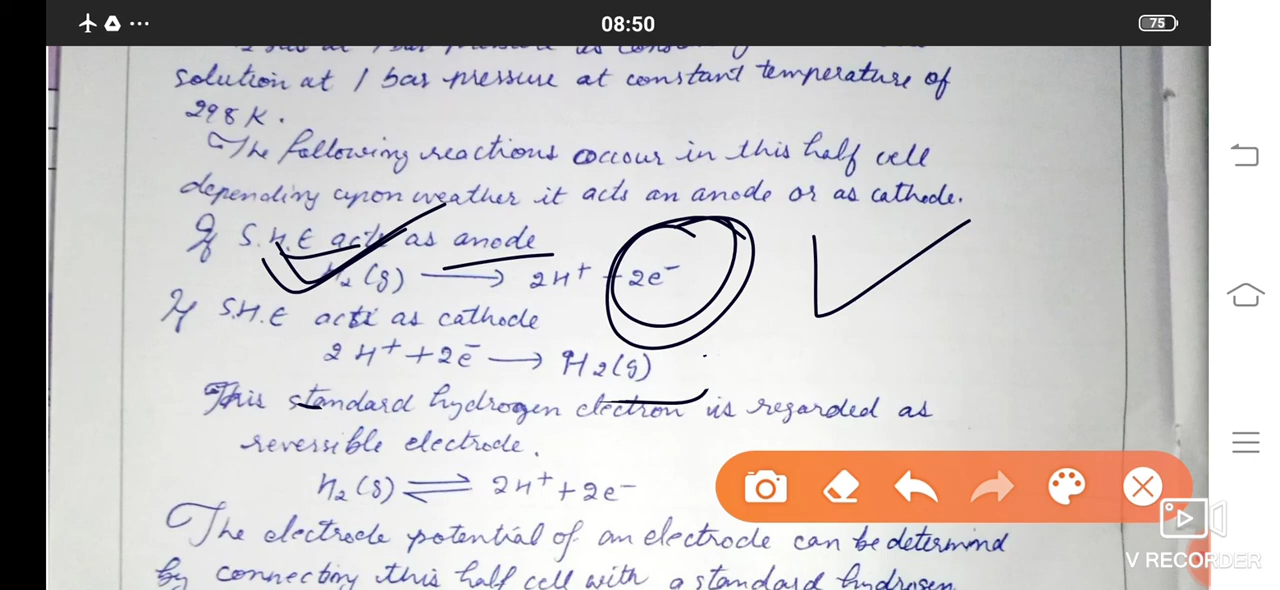 08:50
75
solution at 1 bar pressure at constant temperature of
298 K.
The following reactions occour in this half cell
depending upon weather it acts an anode or as cathode.
If S.H.E acts as anode
H2(g) ⟶ 2H⁺ + 2e⁻
If S.H.E acts as cathode
2H⁺ + 2e⁻ ⟶ H2(g)
This standard hydrogen electron is regarded as
reversible electrode.
H2(g) ⇌ 2H⁺ + 2e⁻
The electrode potential of an electrode can be determind
by connecting this half cell with a standard hydrogen
V RECORDER